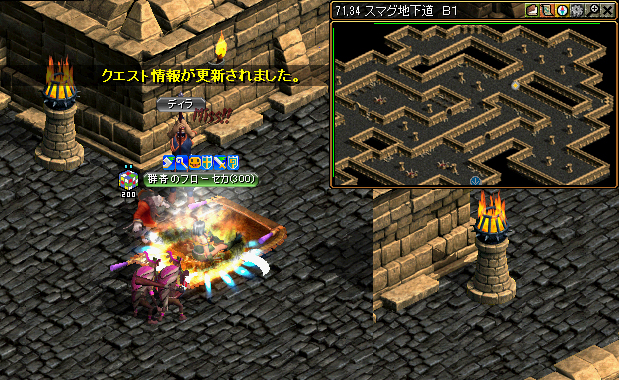 71,34 スマグ地下道 B1
クエスト情報が更新されました。
ディラ
Miss!!
群青のフローゼカ(300)
200